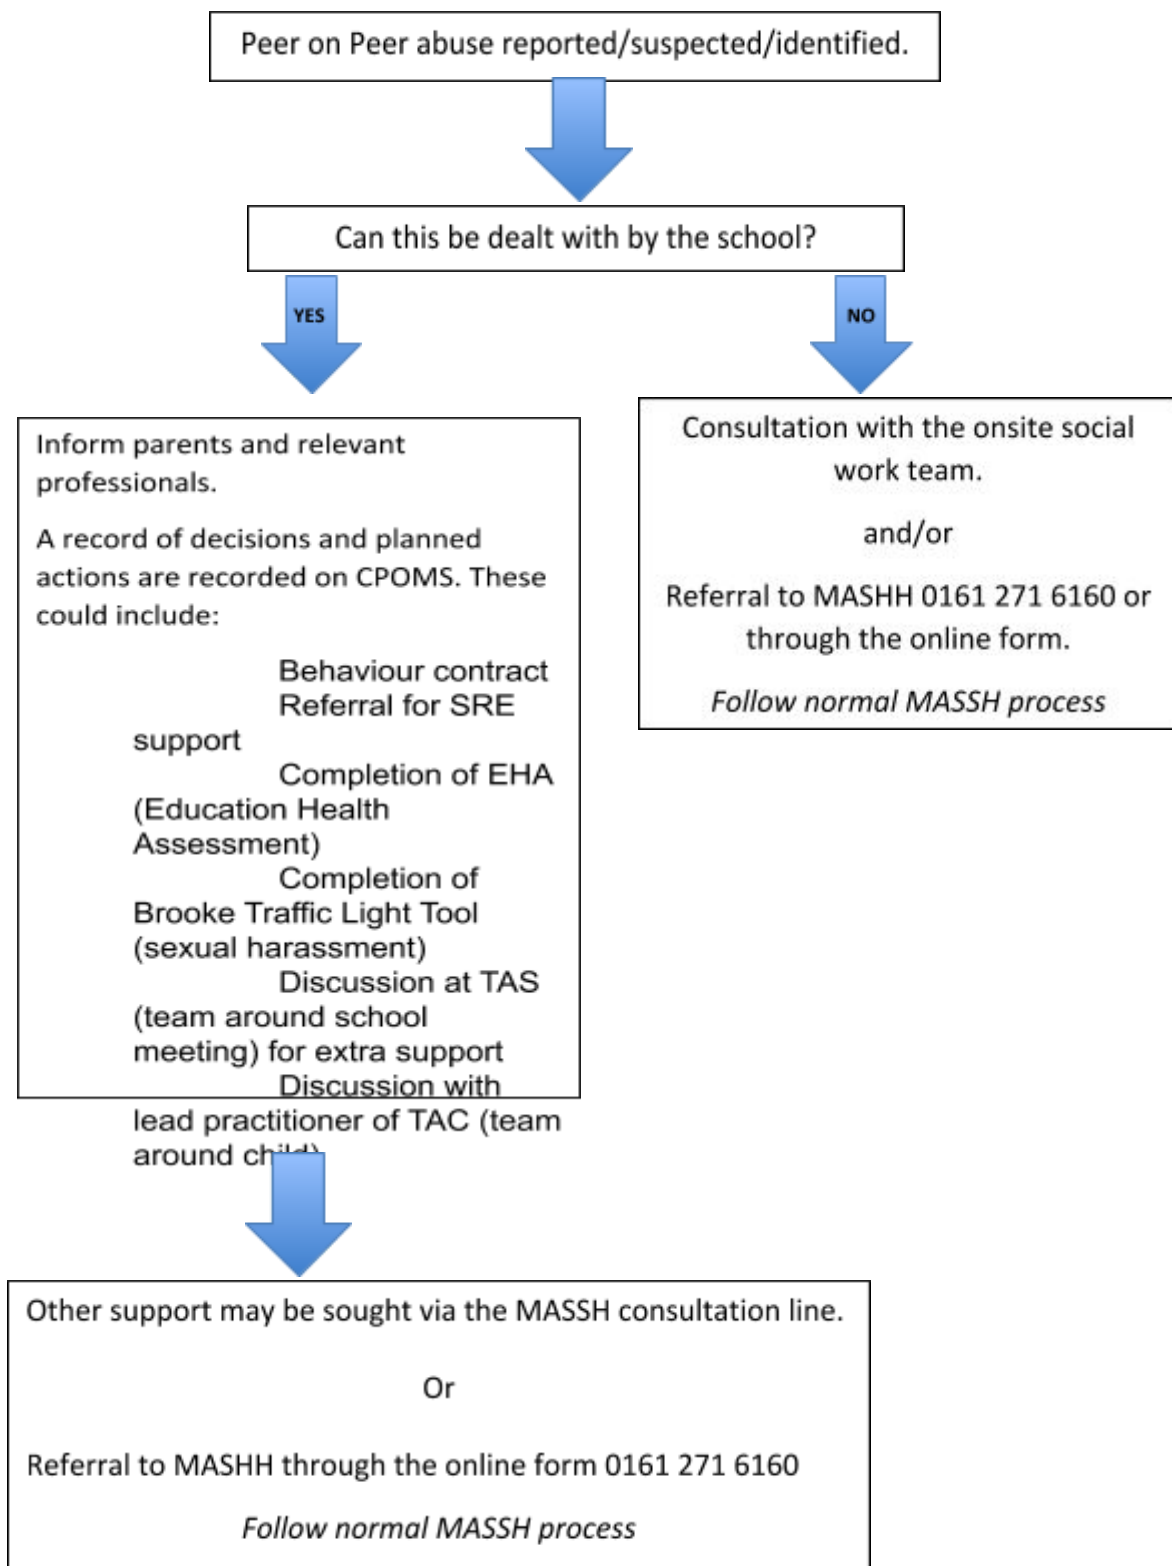 Peer on Peer abuse reported/suspected/identified.
Can this be dealt with by the school?
YES
NO
Inform parents and relevant
professionals.
A record of decisions and planned
actions are recorded on CPOMS. These
could include:
Behaviour contract
Referral for SRE
support
Completion of EHA
(Education Health
Assessment)
Completion of
Brooke Traffic Light Tool
(sexual harassment)
Discussion at TAS
(team around school
meeting) for extra support
Discussion with
lead practitioner of TAC (team
around child)
Consultation with the onsite social
work team.
and/or
Referral to MASHH 0161 271 6160 or
through the online form.
Follow normal MASSH process
Other support may be sought via the MASSH consultation line.
Or
Referral to MASHH through the online form 0161 271 6160
Follow normal MASSH process